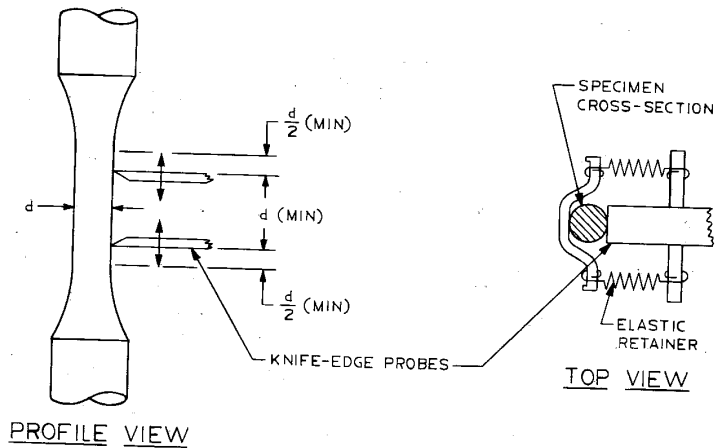 d/2 (MIN)
d
d (MIN)
d/2 (MIN)
KNIFE-EDGE PROBES
PROFILE VIEW
SPECIMEN
CROSS-SECTION
ELASTIC
RETAINER
TOP VIEW